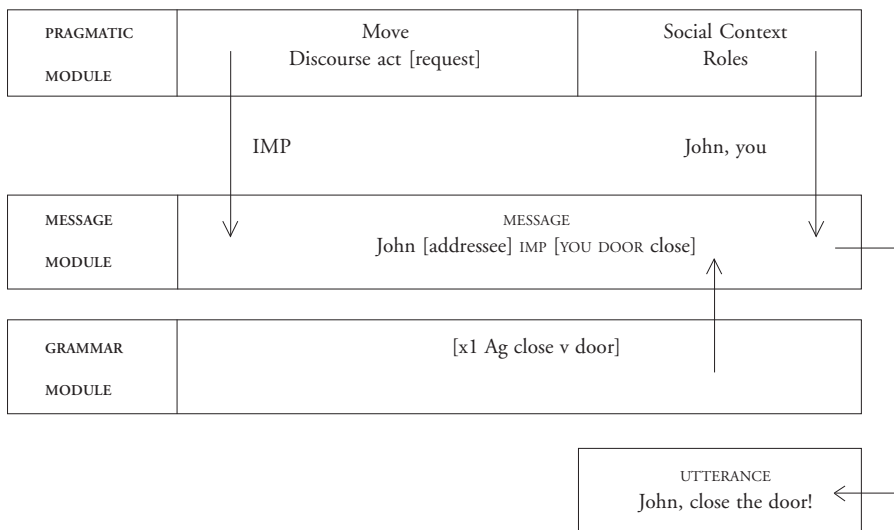 PRAGMATIC
MODULE
Move
Discourse act [request]
Social Context
Roles
IMP
John, you
MESSAGE
MODULE
MESSAGE
John [addressee] IMP [YOU DOOR close]
GRAMMAR
MODULE
[x1 Ag close v door]
UTTERANCE
John, close the door!